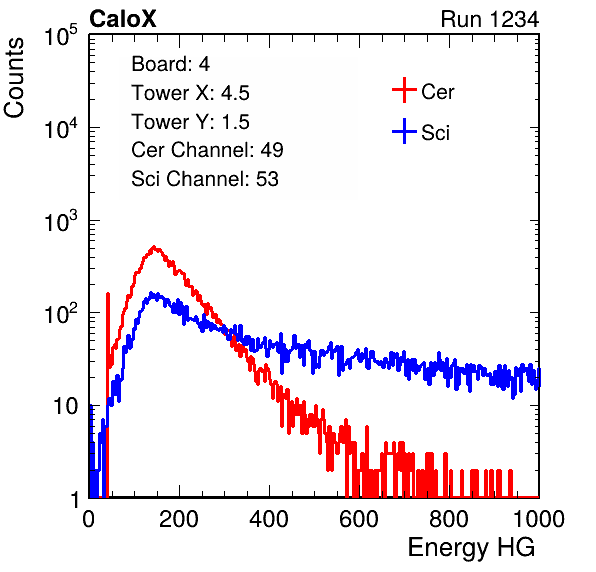 CaloX Run 1234
Counts
Board: 4
Tower X: 4.5
Tower Y: 1.5
Cer Channel: 49
Sci Channel: 53
Cer
Sci
10^5
10^4
10^3
10^2
10
1
0 200 400 600 800 1000
Energy HG